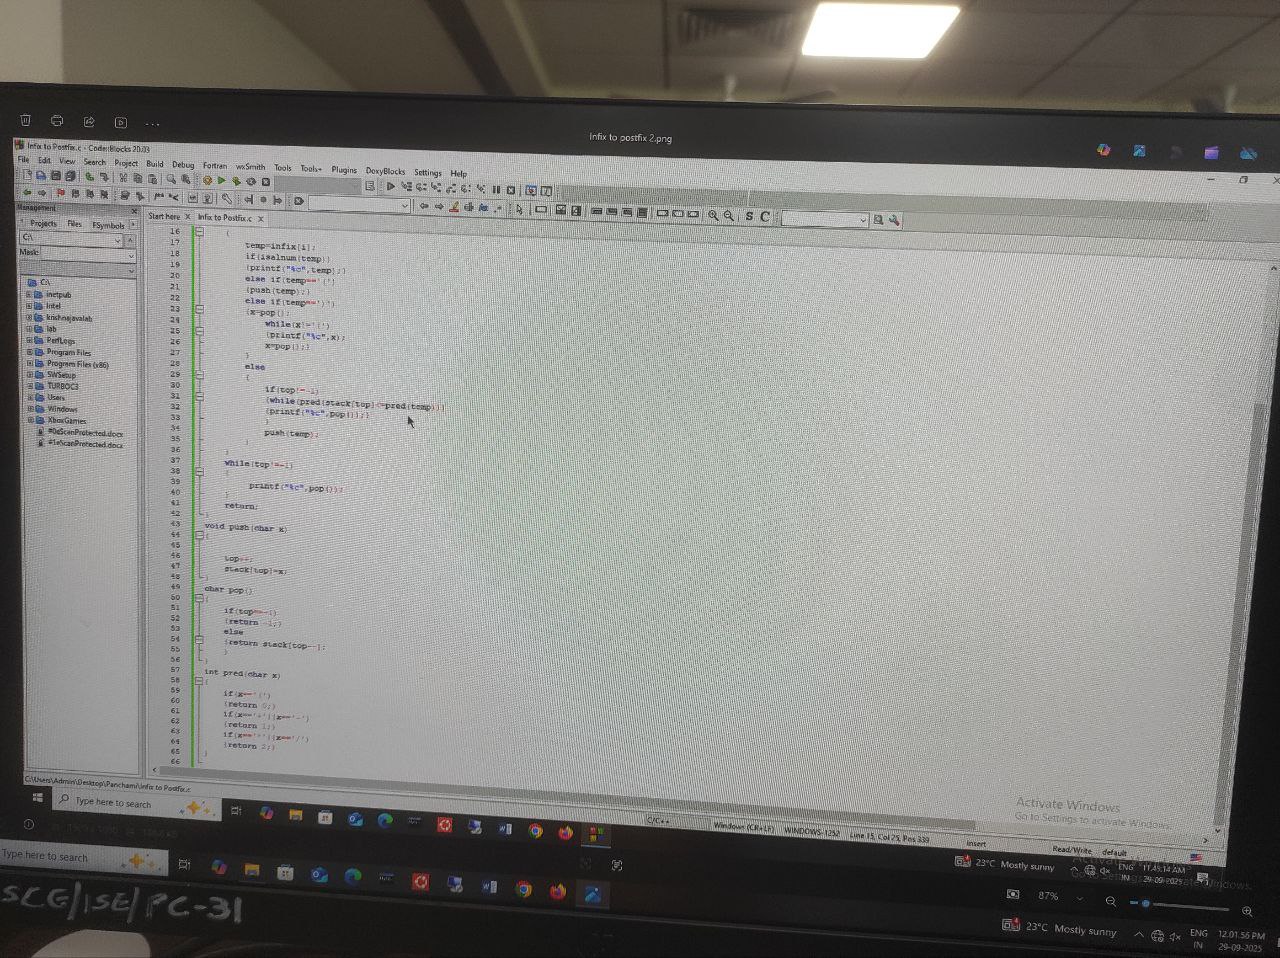 Infix to postfix 2.png
Infix to Postfix.c - Code::Blocks 20.03
File Edit View Search Project Build Debug Fortran wxSmith Tools Tools+ Plugins DoxyBlocks Settings Help
Management
Projects Files FSymbols
Start here Infix to Postfix.c
C:\
Mask:
C:\
inetpub
Intel
krishnajavalab
lab
PerfLogs
Program Files
Program Files (x86)
SWSetup
TURBOC3
Users
Windows
XboxGames
#0eScanProtected.docx
#1eScanProtected.docx
16 {
17 temp=infix[i];
18 if(isalnum(temp))
19 {printf("%c",temp);}
20 else if(temp=='(')
21 {push(temp);}
22 else if(temp==')')
23 {x=pop();
24 while(x!='(')
25 {printf("%c",x);
26 x=pop();}
27 }
28 else
29 {
30 if(top!=-1)
31 {while(pred(stack[top]<=pred(temp)))
32 {printf("%c",pop());}
33 }
34 push(temp);
35 }
36 }
37 while(top!=-1)
38 {
39 printf("%c",pop());
40 }
41 return;
42 }
43 void push(char x)
44 {
45
46 top++;
47 stack[top]=x;
48 }
49 char pop()
50 {
51 if(top==-1)
52 {return -1;}
53 else
54 {return stack[top--];
55 }
56 }
57 int pred(char x)
58 {
59 if(x=='(')
60 {return 0;}
61 if(x=='+'||x=='-')
62 {return 1;}
63 if(x=='*'||x=='/')
64 {return 2;}
65 }
66
C:\Users\Admin\Desktop\Panchami\Infix to Postfix.c
C/C++ Windows (CR+LF) WINDOWS-1252 Line 15, Col 25, Pos 339 insert Read/Write default
Activate Windows
Go to Settings to activate Windows.
Type here to search
23°C Mostly sunny
ENG
IN
11.45.14 AM
29-09-2025
87%
Type here to search
23°C Mostly sunny
ENG
IN
12.01.56 PM
29-09-2025
SCE/ISE/PC-31